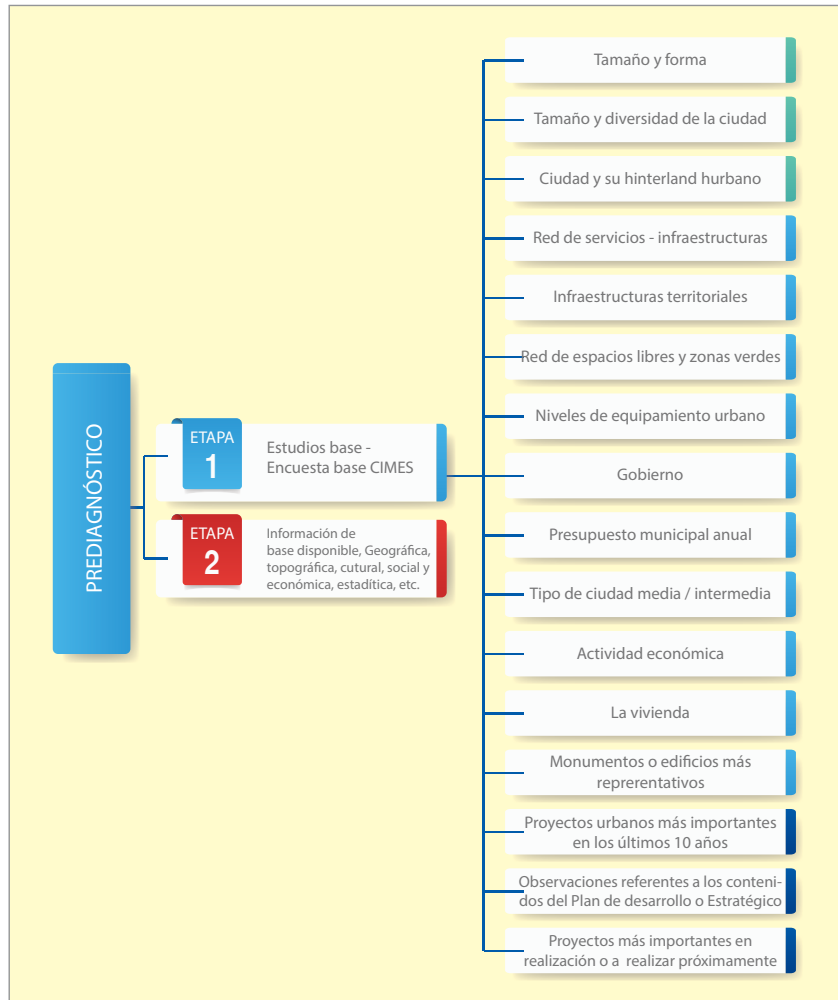 PREDIAGNÓSTICO
ETAPA
1
Estudios base -
Encuesta base CIMES
ETAPA
2
Información de
base disponible, Geográfica,
topográfica, cutural, social y
económica, estadítica, etc.
Tamaño y forma
Tamaño y diversidad de la ciudad
Ciudad y su hinterland hurbano
Red de servicios - infraestructuras
Infraestructuras territoriales
Red de espacios libres y zonas verdes
Niveles de equipamiento urbano
Gobierno
Presupuesto municipal anual
Tipo de ciudad media / intermedia
Actividad económica
La vivienda
Monumentos o edificios más
reprerentativos
Proyectos urbanos más importantes
en los últimos 10 años
Observaciones referentes a los conteni-
dos del Plan de desarrollo o Estratégico
Proyectos más importantes en
realización o a realizar próximamente